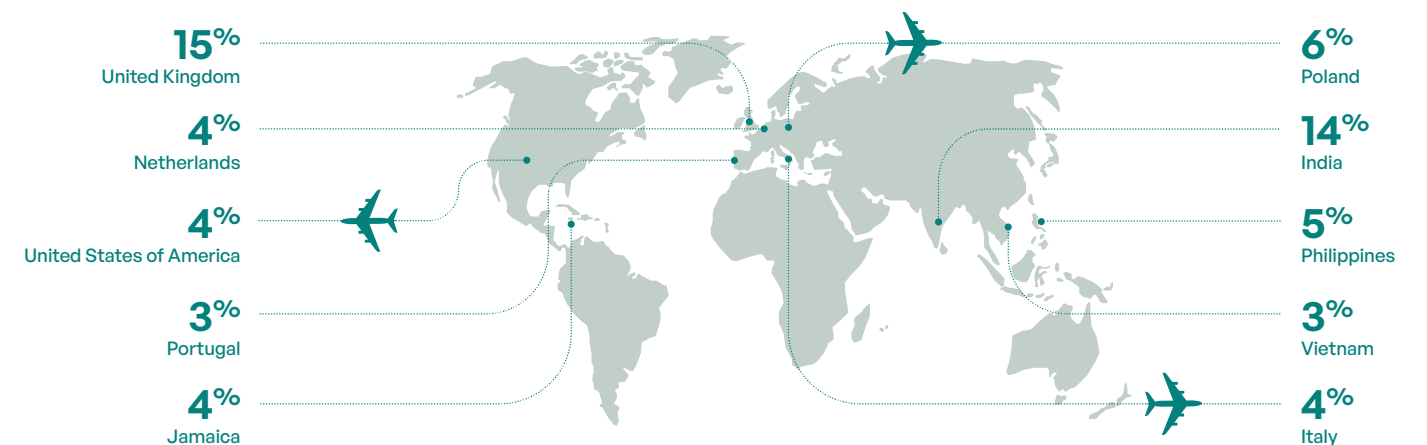 15%
United Kingdom
4%
Netherlands
4%
United States of America
3%
Portugal
4%
Jamaica
6%
Poland
14%
India
5%
Philippines
3%
Vietnam
4%
Italy